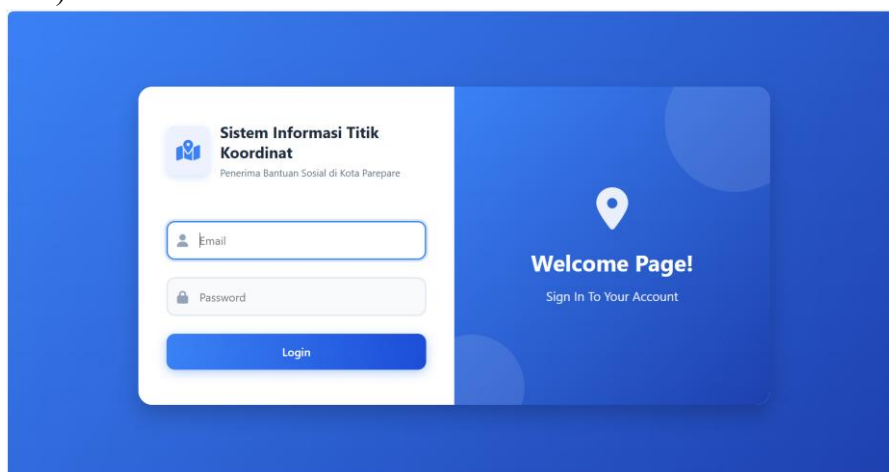 )
Sistem Informasi Titik
Koordinat
Penerima Bantuan Sosial di Kota Parepare
Email
Password
Login
Welcome Page!
Sign In To Your Account